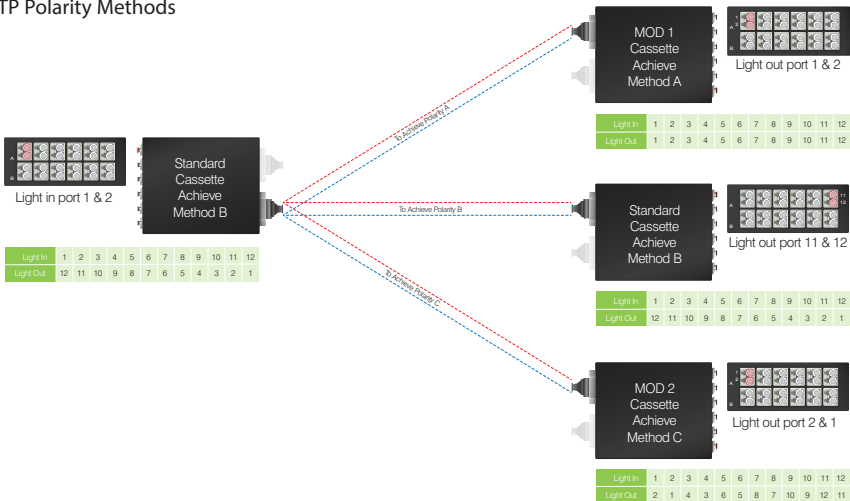 TP Polarity Methods
MOD 1
Cassette
Achieve
Method A
1
2
A
B
Light out port 1 & 2
Light In 1 2 3 4 5 6 7 8 9 10 11 12
Light Out 1 2 3 4 5 6 7 8 9 10 11 12
To Achieve Polarity A
A
B
Light in port 1 & 2
Standard
Cassette
Achieve
Method B
Light In 1 2 3 4 5 6 7 8 9 10 11 12
Light Out 12 11 10 9 8 7 6 5 4 3 2 1
To Achieve Polarity B
Standard
Cassette
Achieve
Method B
A
B
11
12
Light out port 11 & 12
Light In 1 2 3 4 5 6 7 8 9 10 11 12
Light Out 12 11 10 9 8 7 6 5 4 3 2 1
To Achieve Polarity C
MOD 2
Cassette
Achieve
Method C
1
2
A
B
Light out port 2 & 1
Light In 1 2 3 4 5 6 7 8 9 10 11 12
Light Out 2 1 4 3 6 5 8 7 10 9 12 11